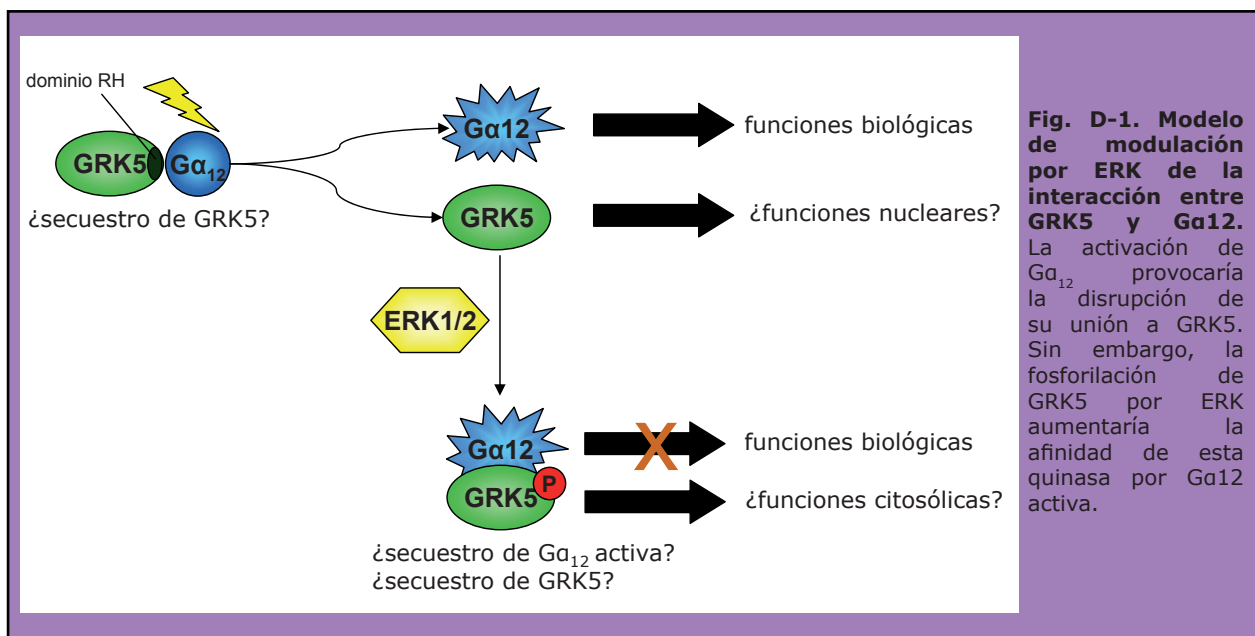 dominio RH
GRK5
Gα12
¿secuestro de GRK5?
Gα12
funciones biológicas
GRK5
¿funciones nucleares?
ERK1/2
Gα12
X
funciones biológicas
GRK5
P
¿funciones citosólicas?
¿secuestro de Gα12 activa?
¿secuestro de GRK5?
Fig. D-1. Modelo
de modulación
por ERK de la
interacción entre
GRK5 y Gα12.
La activación de
Gα12 provocaría
la disrupción de
su unión a GRK5.
Sin embargo, la
fosforilación de
GRK5 por ERK
aumentaría la
afinidad de esta
quinasa por Gα12
activa.